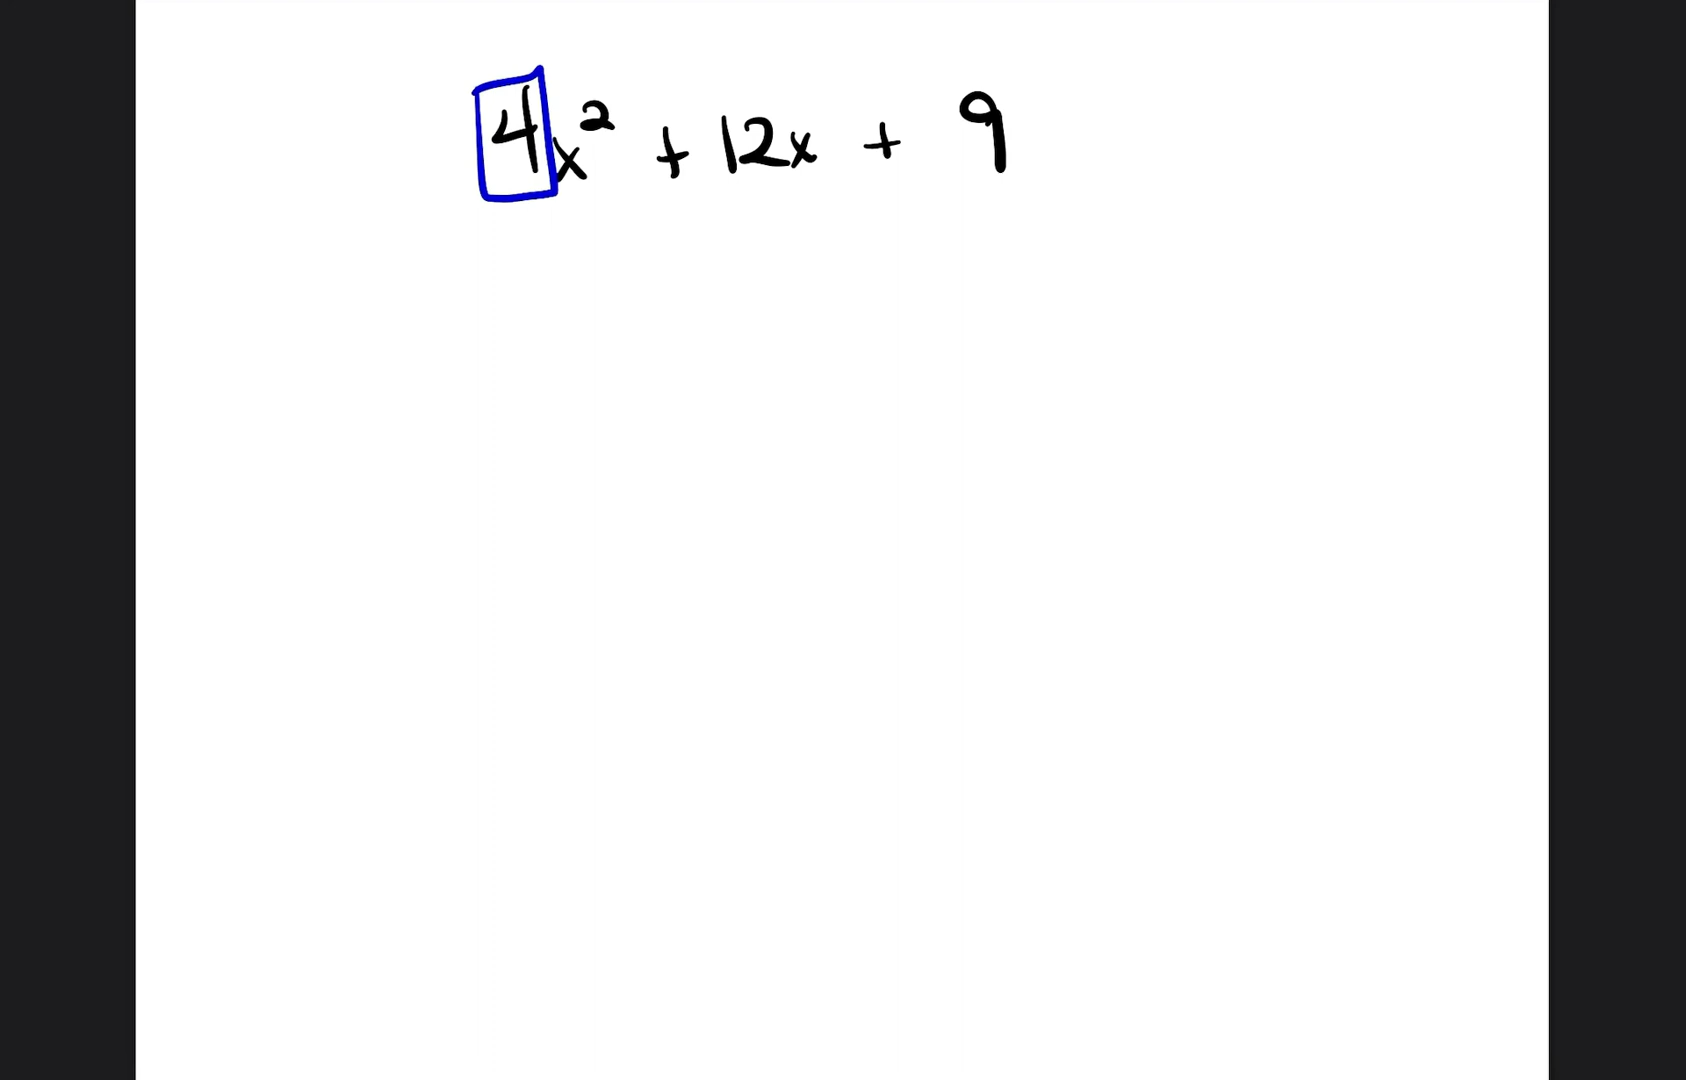 4x² + 12x + 9